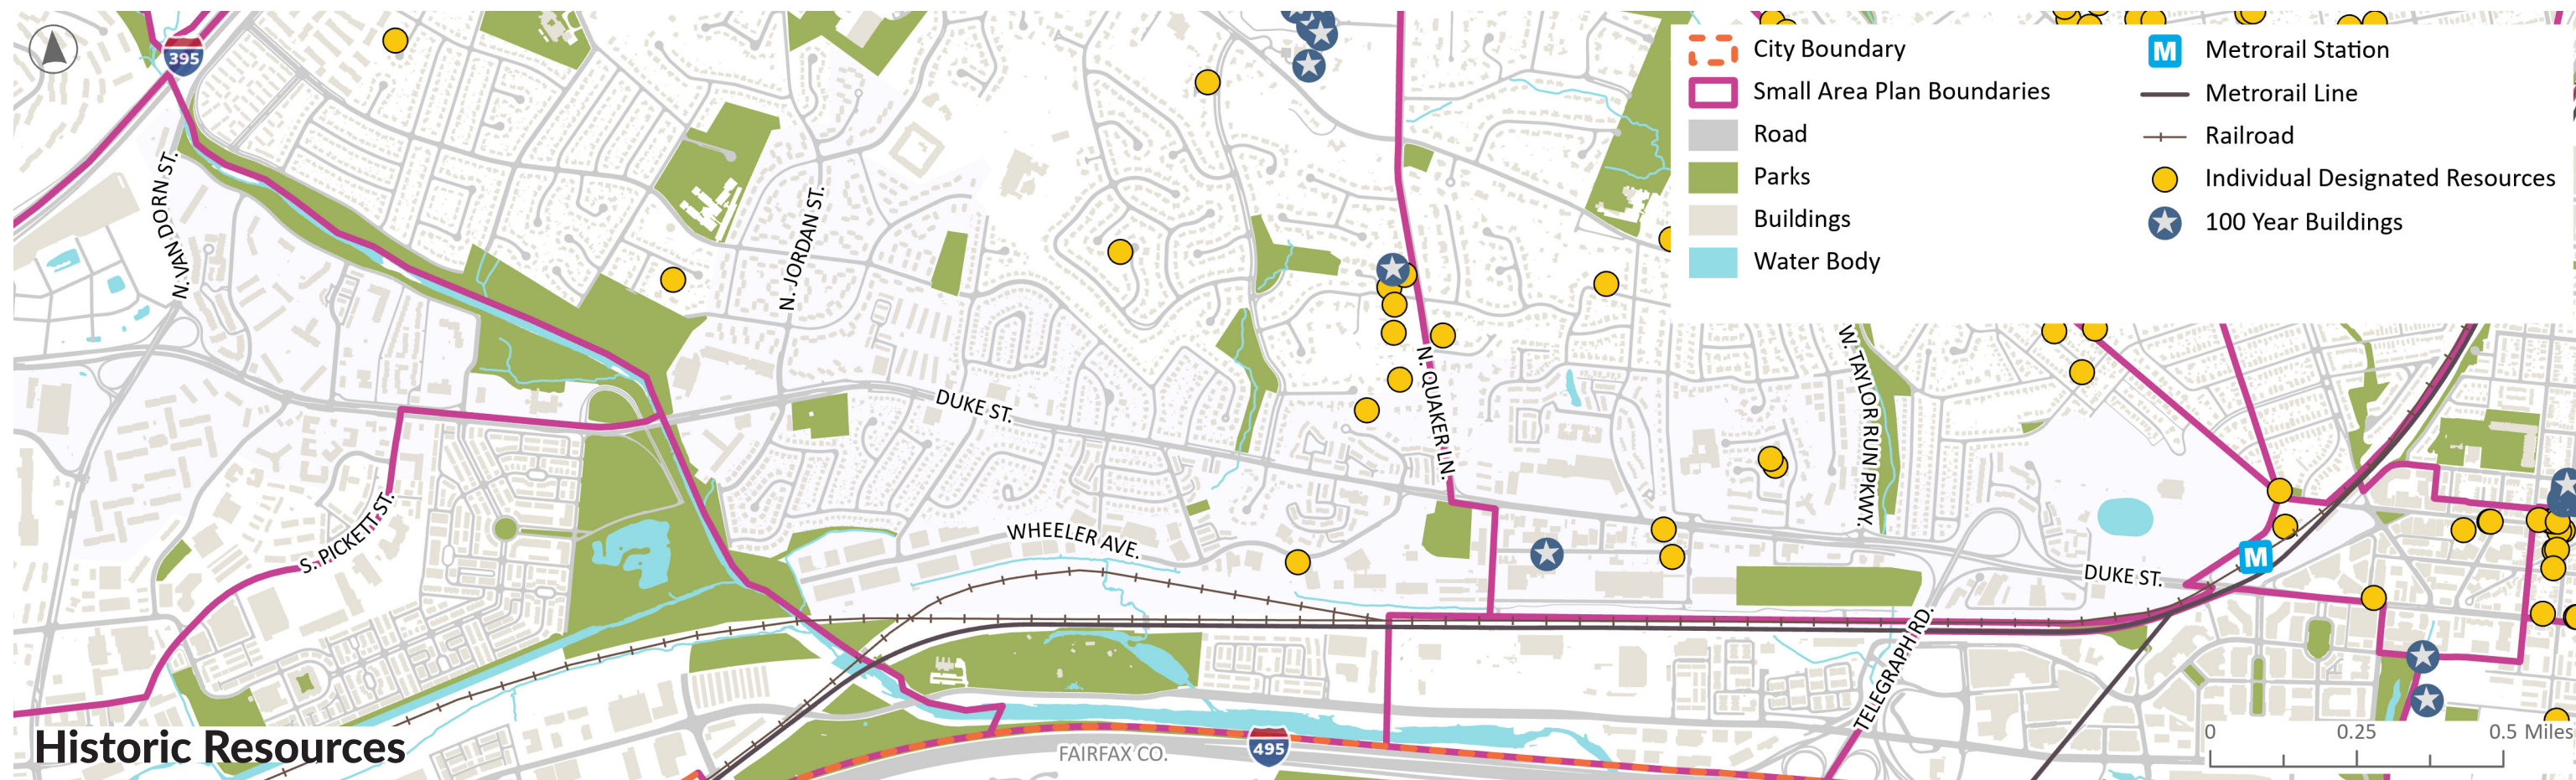 395
City Boundary
Small Area Plan Boundaries
Road
Parks
Buildings
Water Body
M Metrorail Station
Metrorail Line
Railroad
Individual Designated Resources
100 Year Buildings
N. VAN DORN ST.
N. JORDAN ST.
DUKE ST.
N. QUAKER LN.
W. TAYLOR RUN PKWY.
S. PICKETT ST.
WHEELER AVE.
M
DUKE ST.
TELEGRAPH RD.
0 0.25 0.5 Miles
Historic Resources
FAIRFAX CO.
495